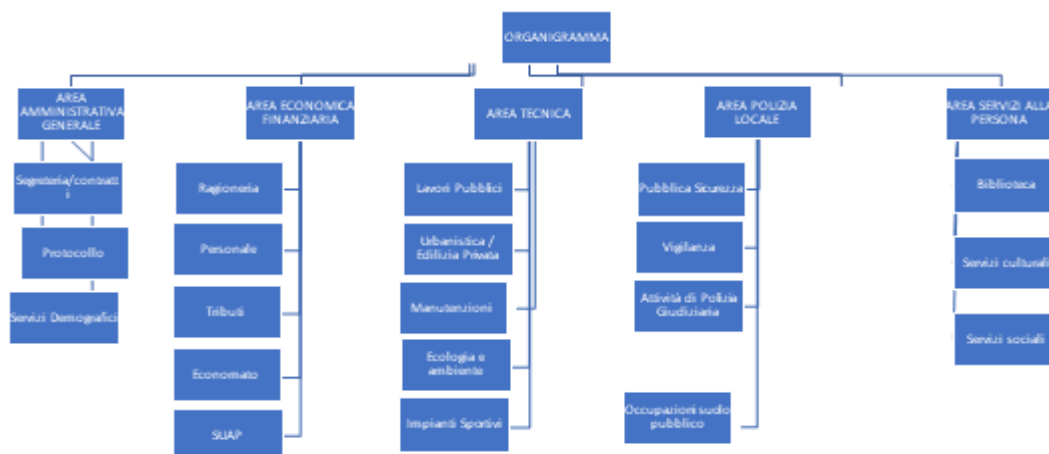 ORGANIGRAMMA
AREA
AMMINISTRATIVA
GENERALE
Segreteria/contratt
i
Protocollo
Servizi Demografici
AREA ECONOMICA
FINANZIARIA
Ragioneria
Personale
Tributi
Economato
SUAP
AREA TECNICA
Lavori Pubblici
Urbanistica /
Edilizia Privata
Manutenzioni
Ecologia e
ambiente
Impianti Sportivi
AREA POLIZIA
LOCALE
Pubblica Sicurezza
Vigilanza
Attività di Polizia
Giudiziaria
Occupazioni suolo
pubblico
AREA SERVIZI ALLA
PERSONA
Biblioteca
Servizi culturali
Servizi sociali